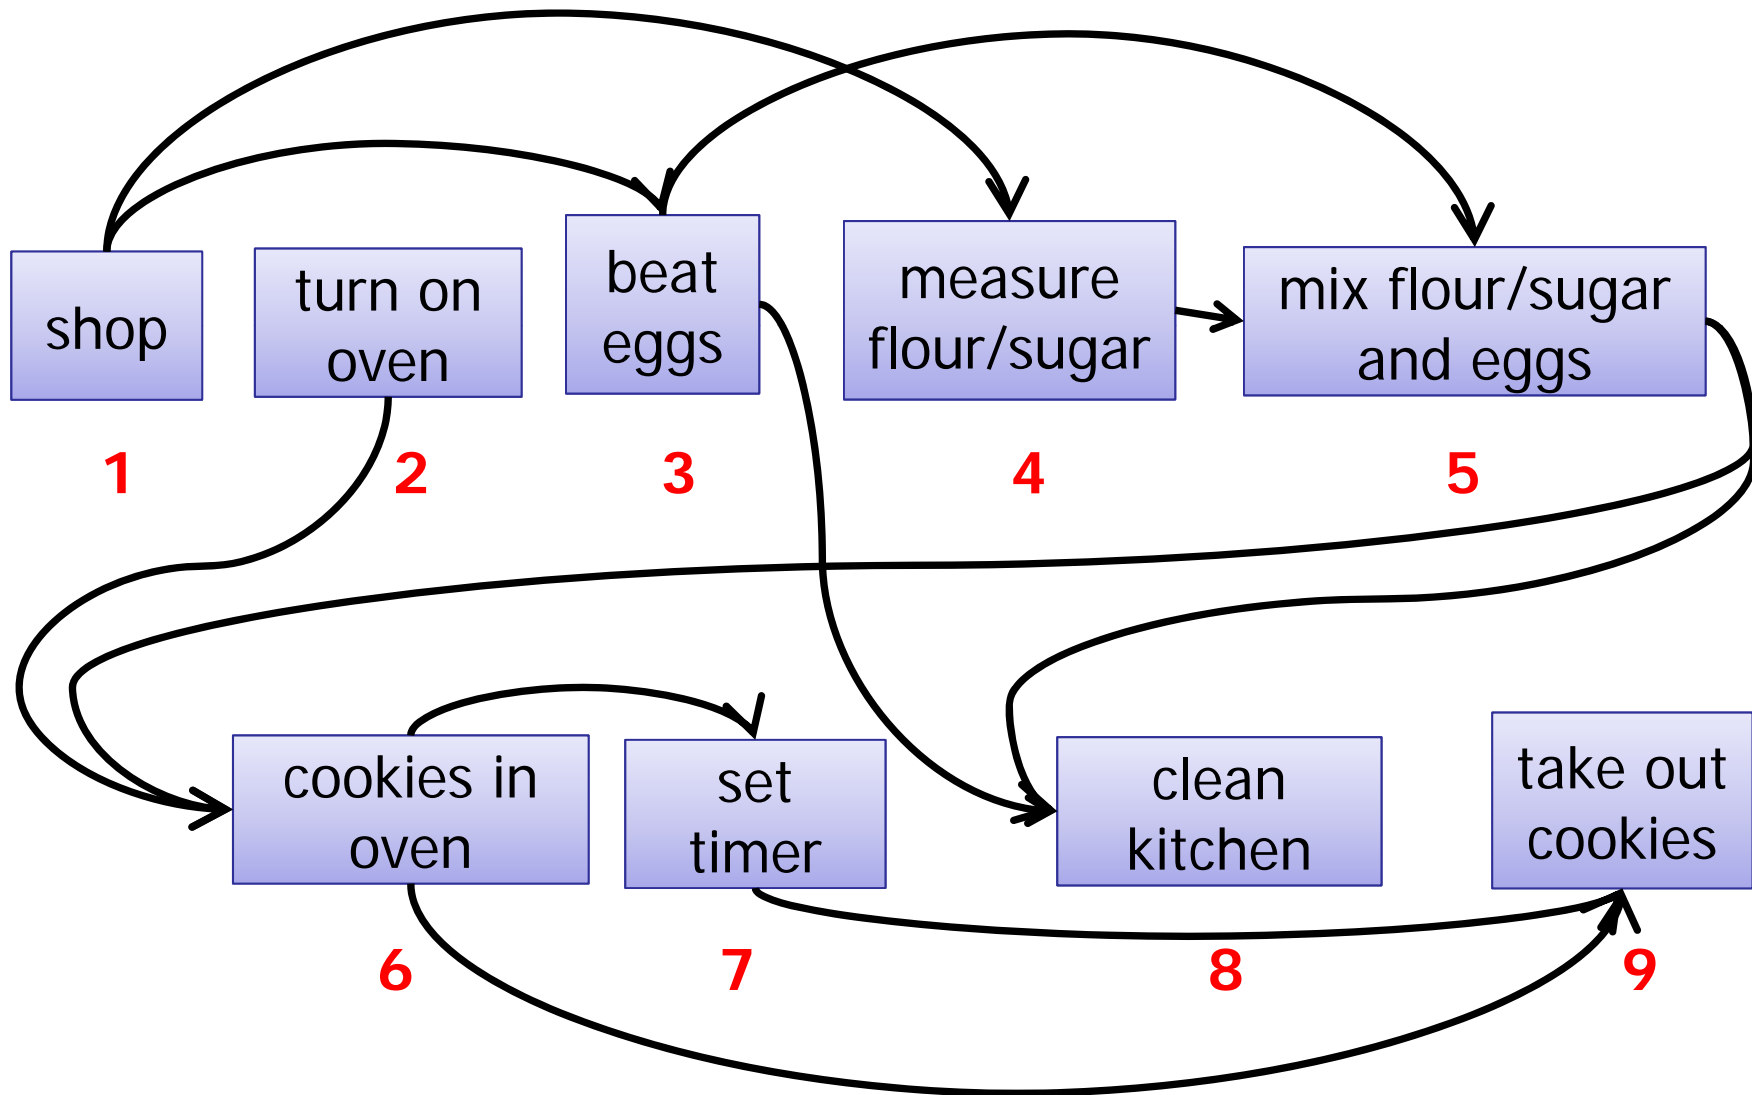 shop
turn on
oven
beat
eggs
measure
flour/sugar
mix flour/sugar
and eggs
1
2
3
4
5
cookies in
oven
set
timer
clean
kitchen
take out
cookies
6
7
8
9